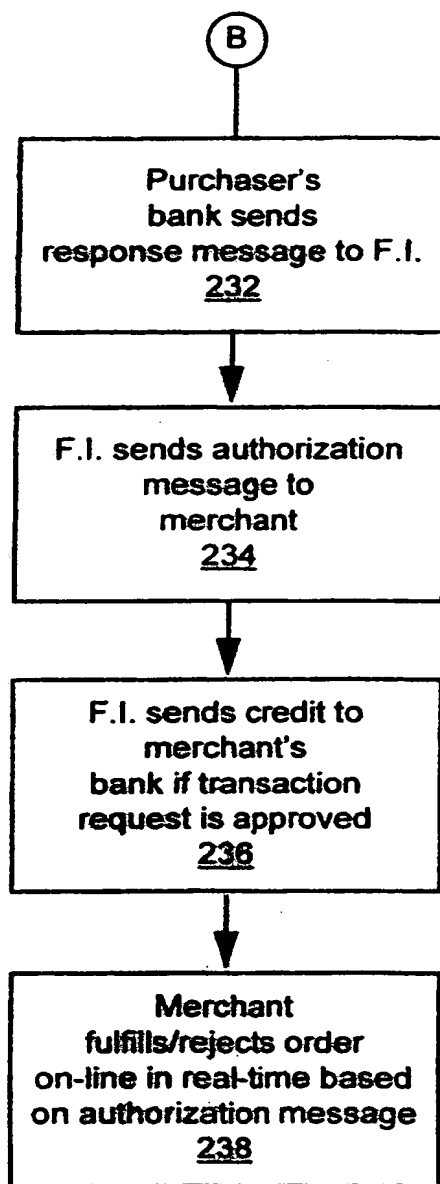 B
Purchaser's
bank sends
response message to F.I.
232
F.I. sends authorization
message to
merchant
234
F.I. sends credit to
merchant's
bank if transaction
request is approved
236
Merchant
fulfills/rejects order
on-line in real-time based
on authorization message
238